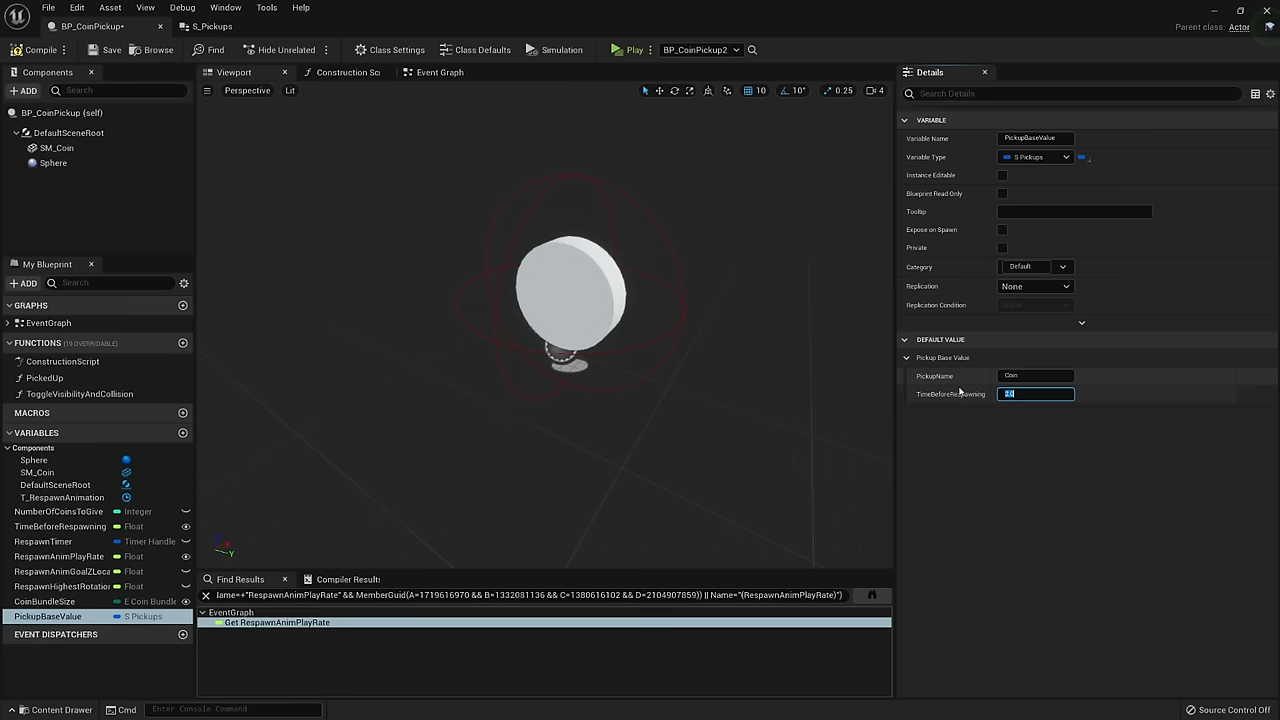 File Edit Asset View Debug Window Tools Help
BP_CoinPickup*
S_Pickups
Parent class: Actor
Compile Save Browse Find Hide Unrelated Class Settings Class Defaults Simulation Play BP_CoinPickup2
Components
ADD Search
BP_CoinPickup (self)
DefaultSceneRoot
SM_Coin
Sphere
My Blueprint
ADD Search
GRAPHS
EventGraph
FUNCTIONS (19 OVERRIDABLE)
ConstructionScript
PickedUp
ToggleVisibilityAndCollision
MACROS
VARIABLES
Components
Sphere
SM_Coin
DefaultSceneRoot
T_RespawnAnimation
NumberOfCoinsToGive Integer
TimeBeforeRespawning Float
RespawnTimer Timer Handle
RespawnAnimPlayRate Float
RespawnAnimGoalZLoca Float
RespawnHighestRotation Float
CoinBundleSize E Coin Bundle
PickupBaseValue S Pickups
EVENT DISPATCHERS
Viewport Construction Sc Event Graph
Perspective Lit
10 10° 0.25 4
Y
Find Results Compiler Results
lame=+"RespawnAnimPlayRate" && MemberGuid(A=1719616970 && B=1332081136 && C=1380616102 && D=2104907859)) || Name="(RespawnAnimPlayRate)")
EventGraph
Get RespawnAnimPlayRate
Details
Search Details
VARIABLE
Variable Name PickupBaseValue
Variable Type S Pickups
Instance Editable
Blueprint Read Only
Tooltip
Expose on Spawn
Private
Category Default
Replication None
Replication Condition
DEFAULT VALUE
Pickup Base Value
PickupName Coin
TimeBeforeRespawning 2.0
Content Drawer Cmd Enter Console Command
Source Control Off